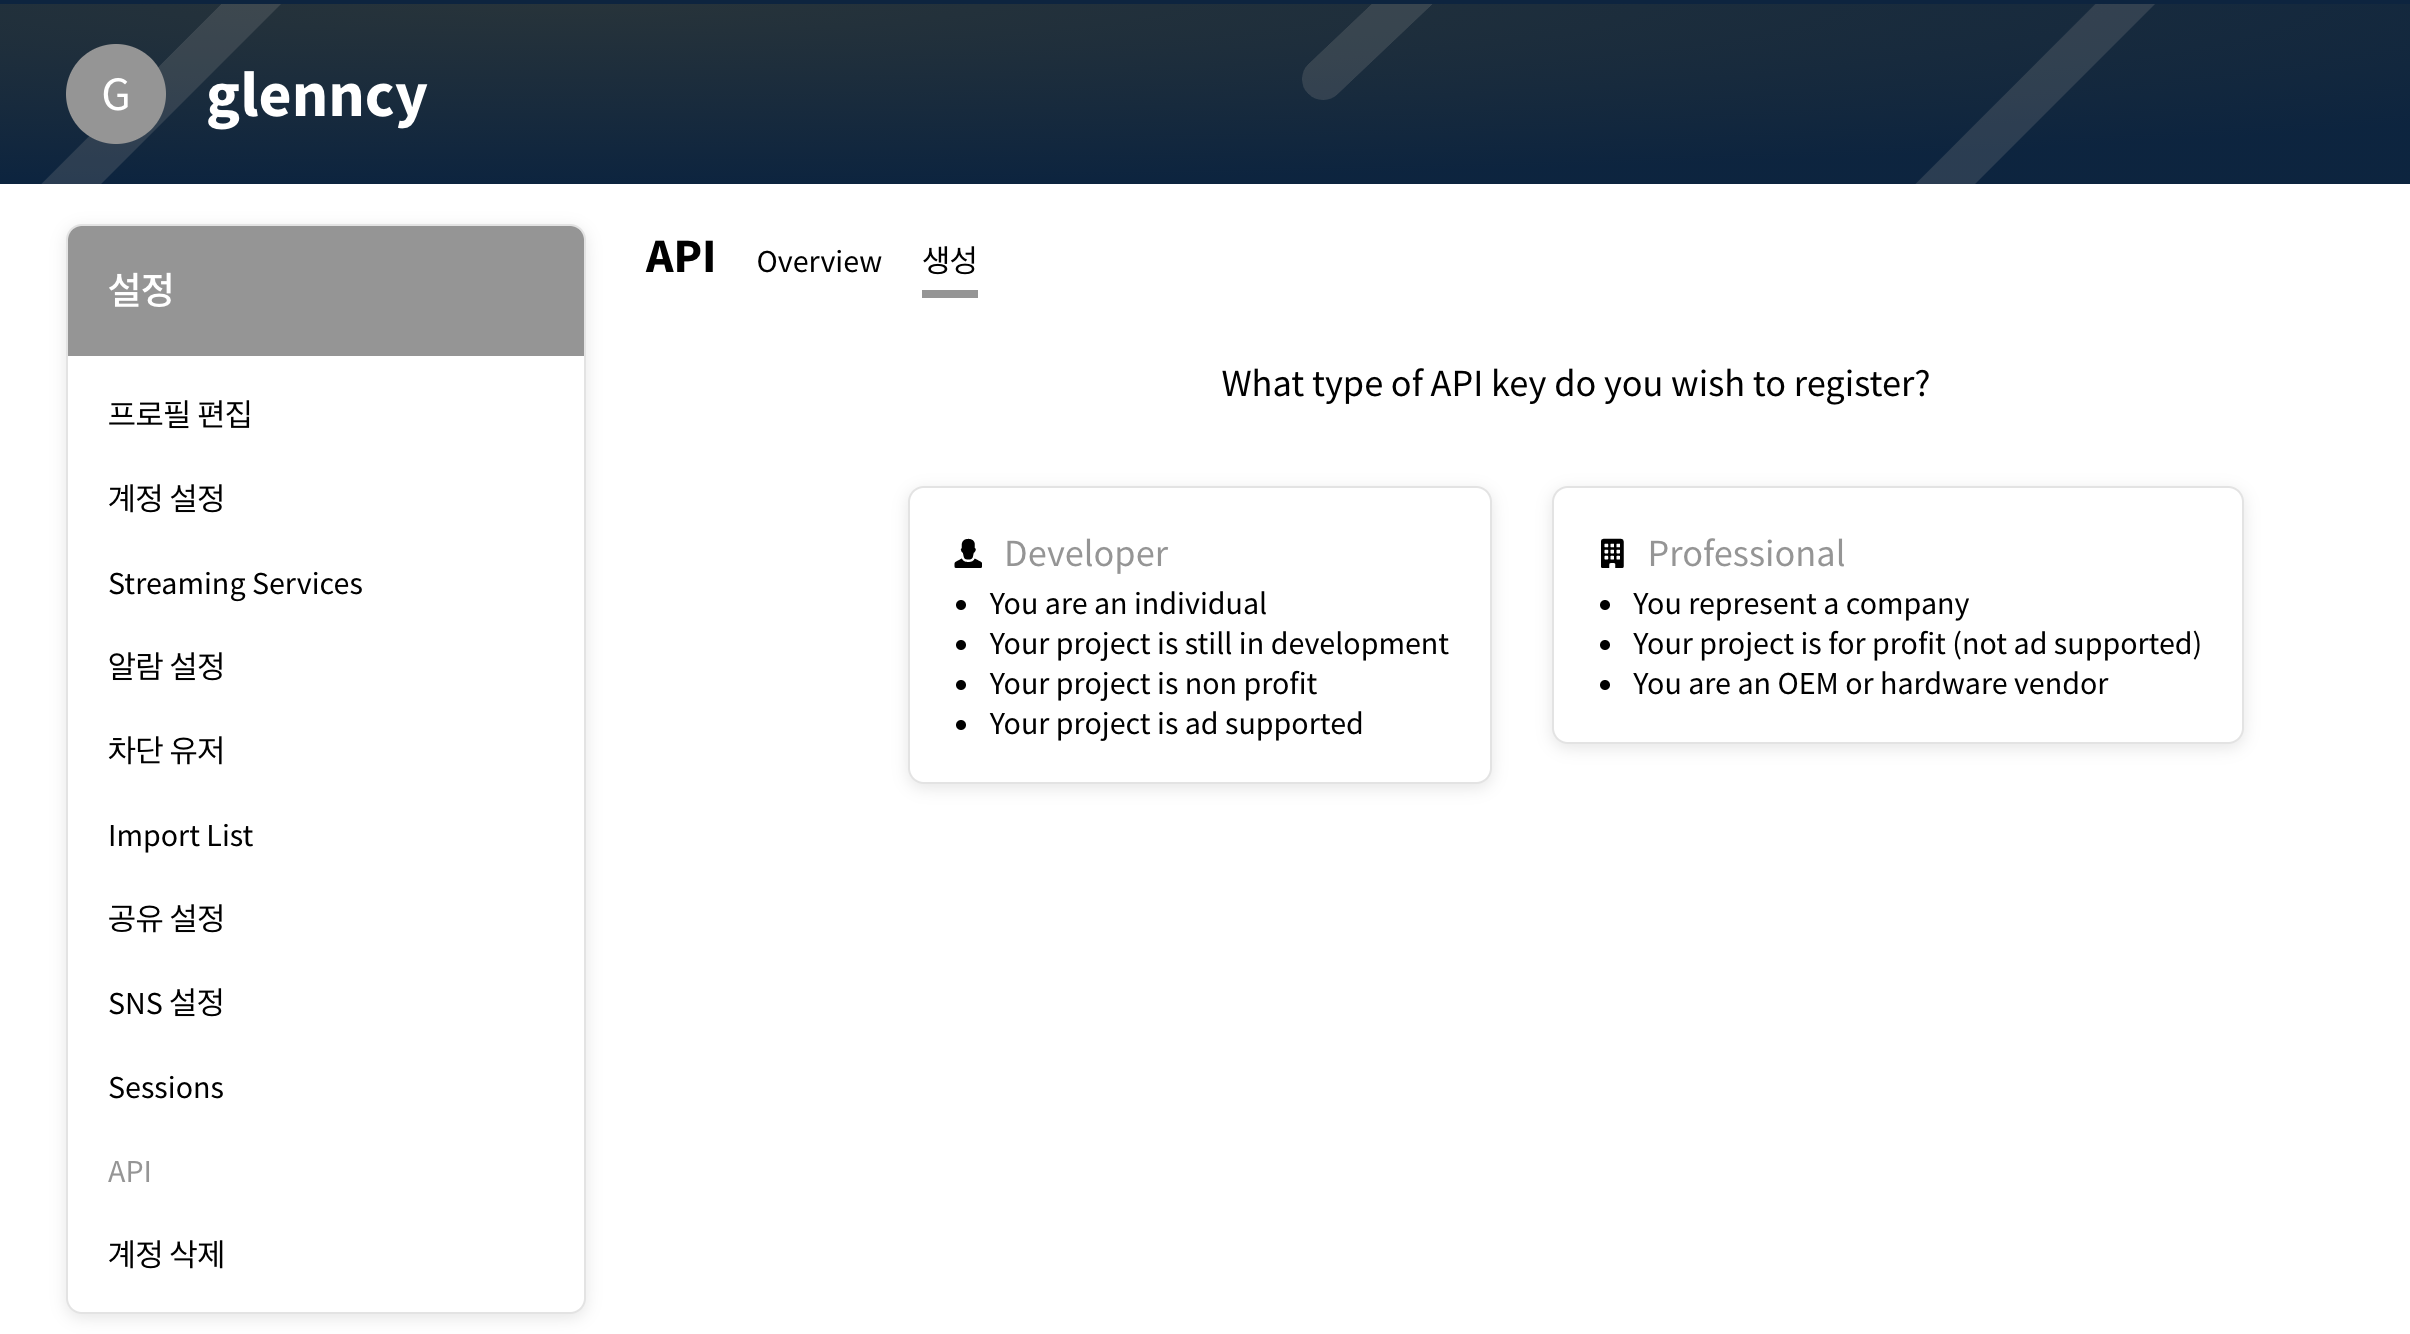 G
glenncy
설정
프로필 편집
계정 설정
Streaming Services
알람 설정
차단 유저
Import List
공유 설정
SNS 설정
Sessions
API
계정 삭제
API Overview 생성
What type of API key do you wish to register?
Developer
You are an individual
Your project is still in development
Your project is non profit
Your project is ad supported
Professional
You represent a company
Your project is for profit (not ad supported)
You are an OEM or hardware vendor